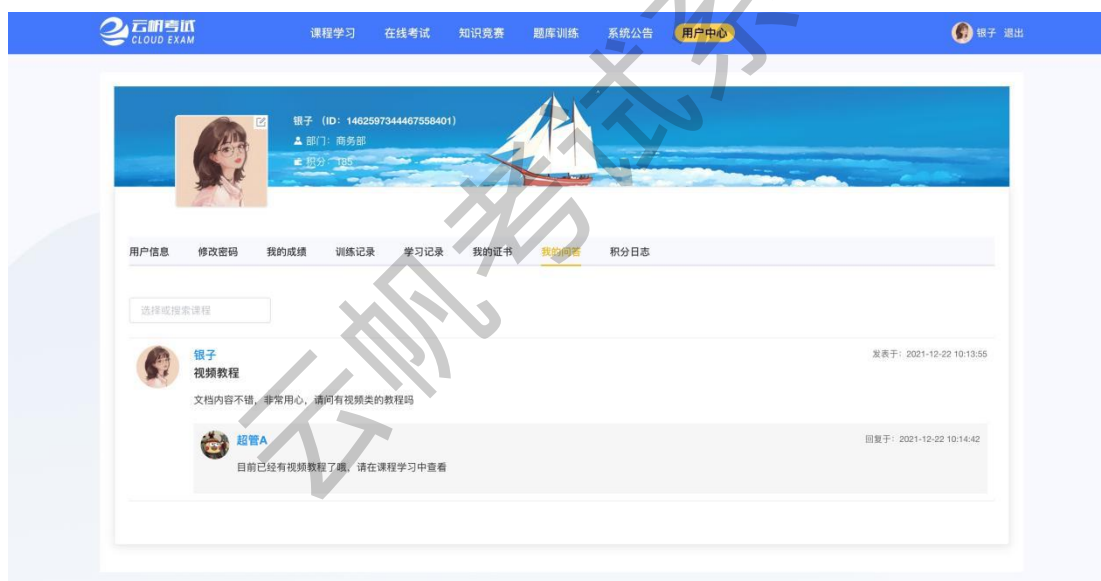 云帆考试
CLOUD EXAM
课程学习 在线考试 知识竞赛 题库训练 系统公告 用户中心
银子 退出
银子 (ID: 1462597344467558401)
部门: 商务部
积分: 185
用户信息 修改密码 我的成绩 训练记录 学习记录 我的证书 我的问答 积分日志
选择或搜索课程
银子
发表于: 2021-12-22 10:13:55
视频教程
文档内容不错, 非常用心, 请问有视频类的教程吗
超管A
回复于: 2021-12-22 10:14:42
目前已经有视频教程了哦, 请在课程学习中查看
云帆考试系